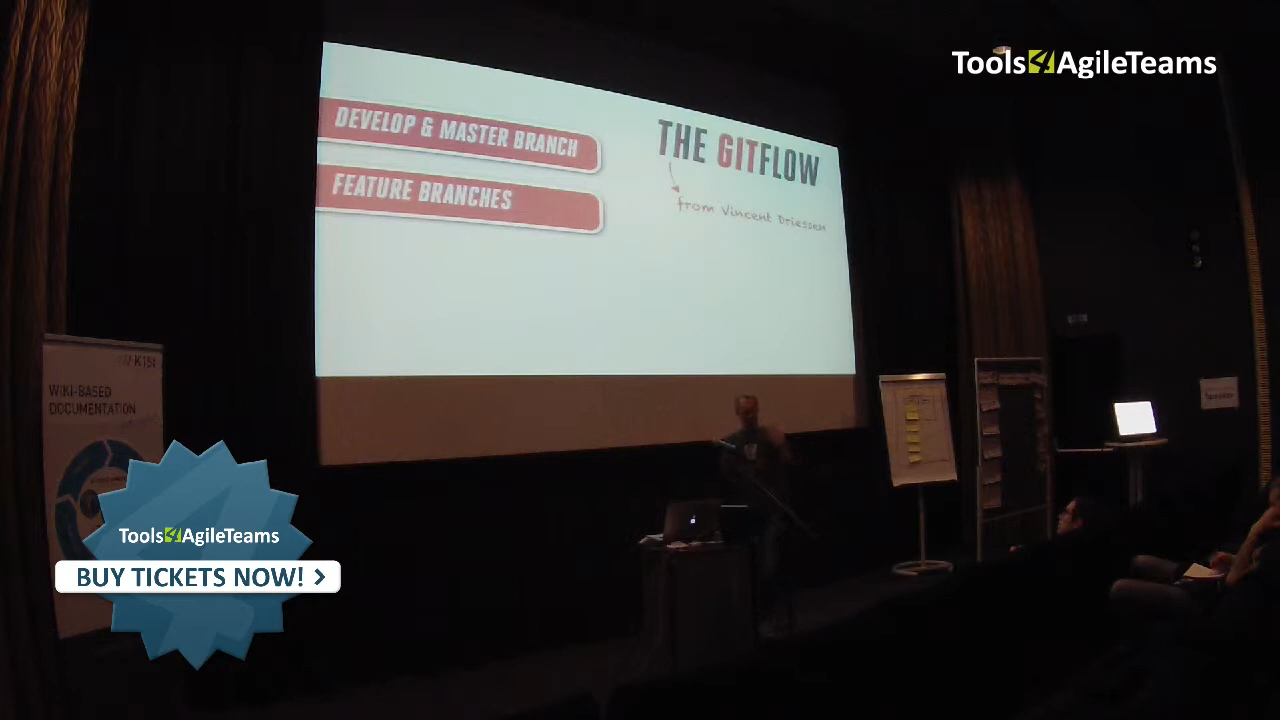 Tools4AgileTeams
DEVELOP & MASTER BRANCH
FEATURE BRANCHES
THE GITFLOW
from Vincent Driessen
WIKI-BASED
DOCUMENTATION
Tools4AgileTeams
BUY TICKETS NOW!